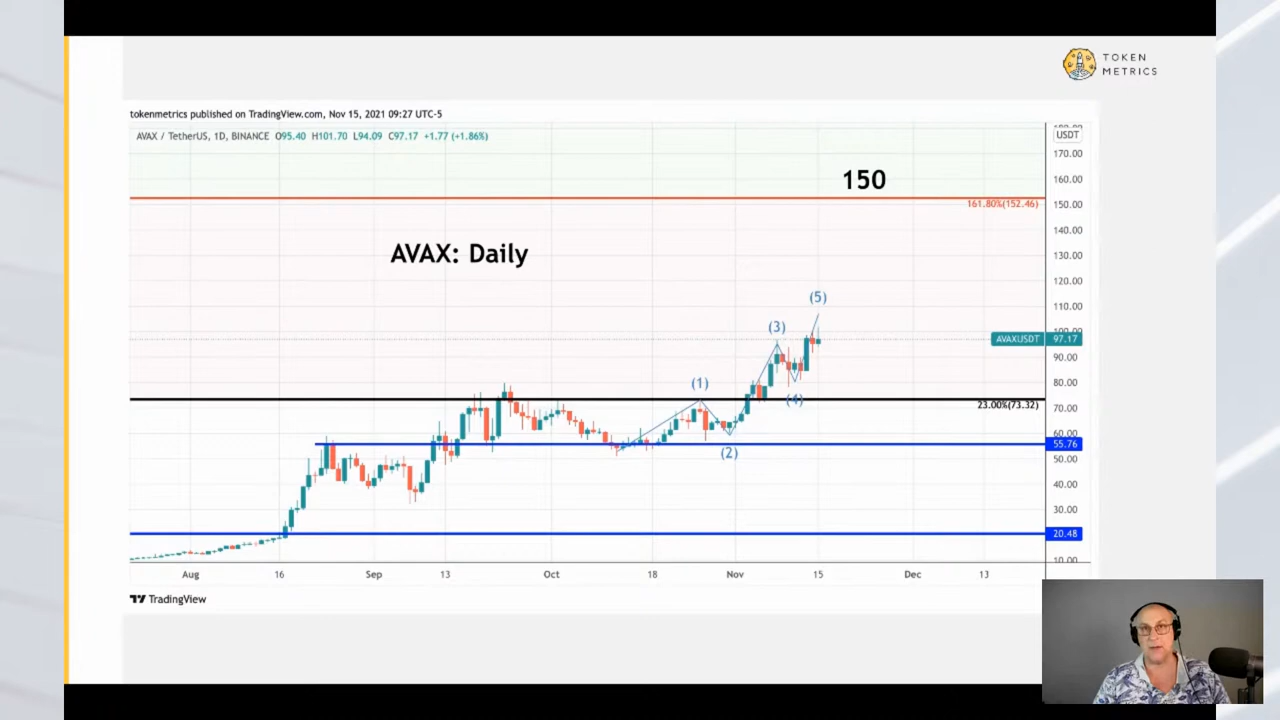 TOKEN
METRICS
tokenmetrics published on TradingView.com, Nov 15, 2021 09:27 UTC-5
AVAX / TetherUS, 1D, BINANCE O95.40 H101.70 L94.09 C97.17 +1.77 (+1.86%)
USDT
170.00
150
160.00
161.80%(152.46)
150.00
140.00
AVAX: Daily
130.00
120.00
(5)
110.00
(3)
100.00
AVAXUSDT 97.17
90.00
(1)
80.00
(4)
23.00%(73.32)
70.00
60.00
55.76
(2)
50.00
40.00
30.00
20.48
10.00
Aug 16 Sep 13 Oct 18 Nov 15 Dec 13
TradingView